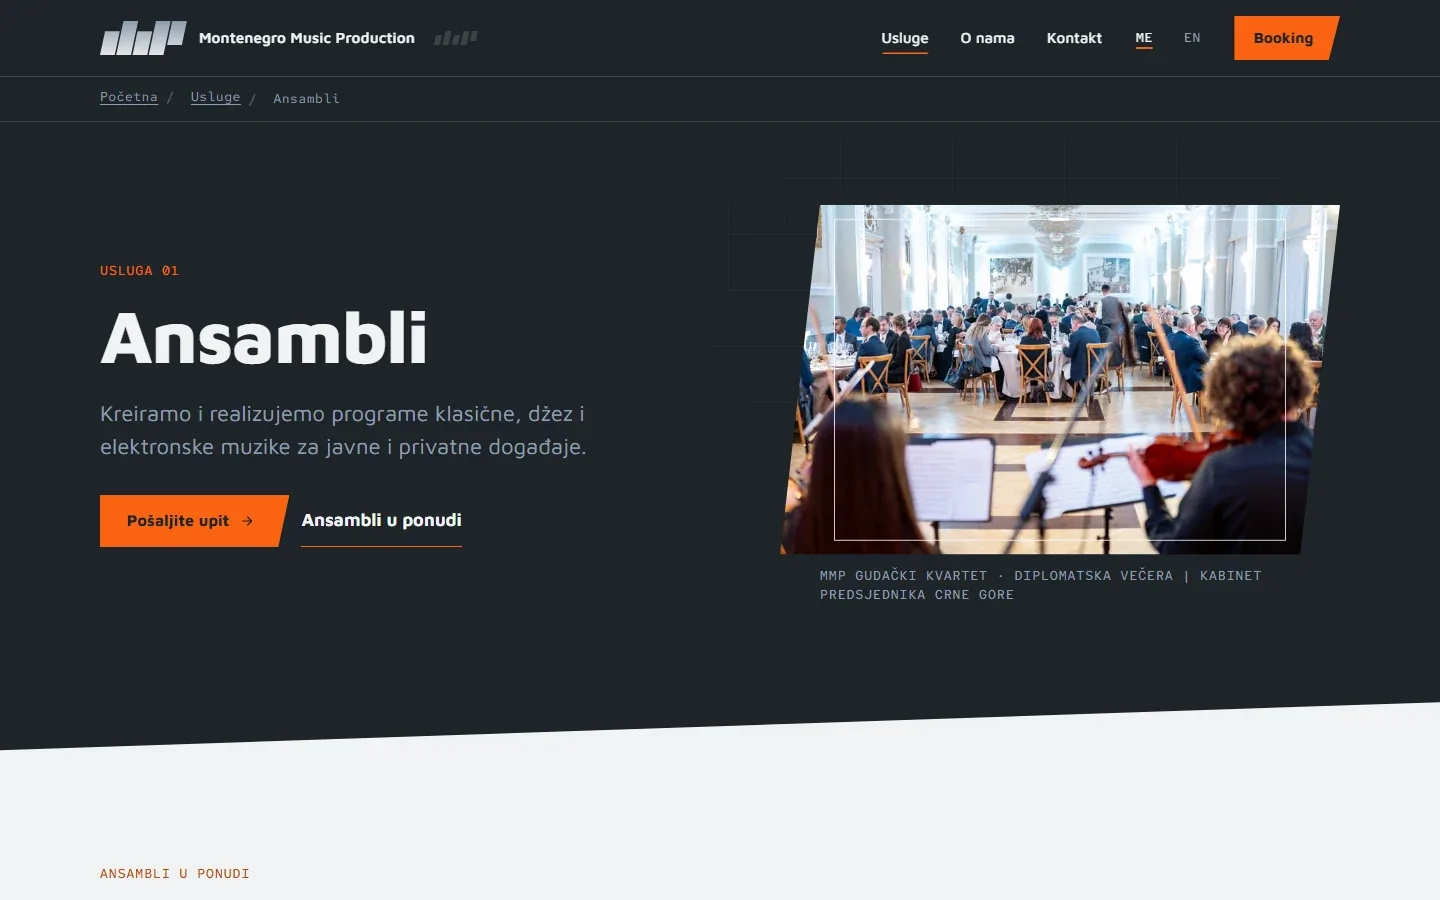 Montenegro Music Production
Usluge
O nama
Kontakt
ME
EN
Booking
Početna / Usluge / Ansambli
USLUGA 01
Ansambli
Kreiramo i realizujemo programe klasične, džez i
elektronske muzike za javne i privatne događaje.
Pošaljite upit →
Ansambli u ponudi
MMP GUDAČKI KVARTET · DIPLOMATSKA VEČERA | KABINET
PREDSJEDNIKA CRNE GORE
ANSAMBLI U PONUDI